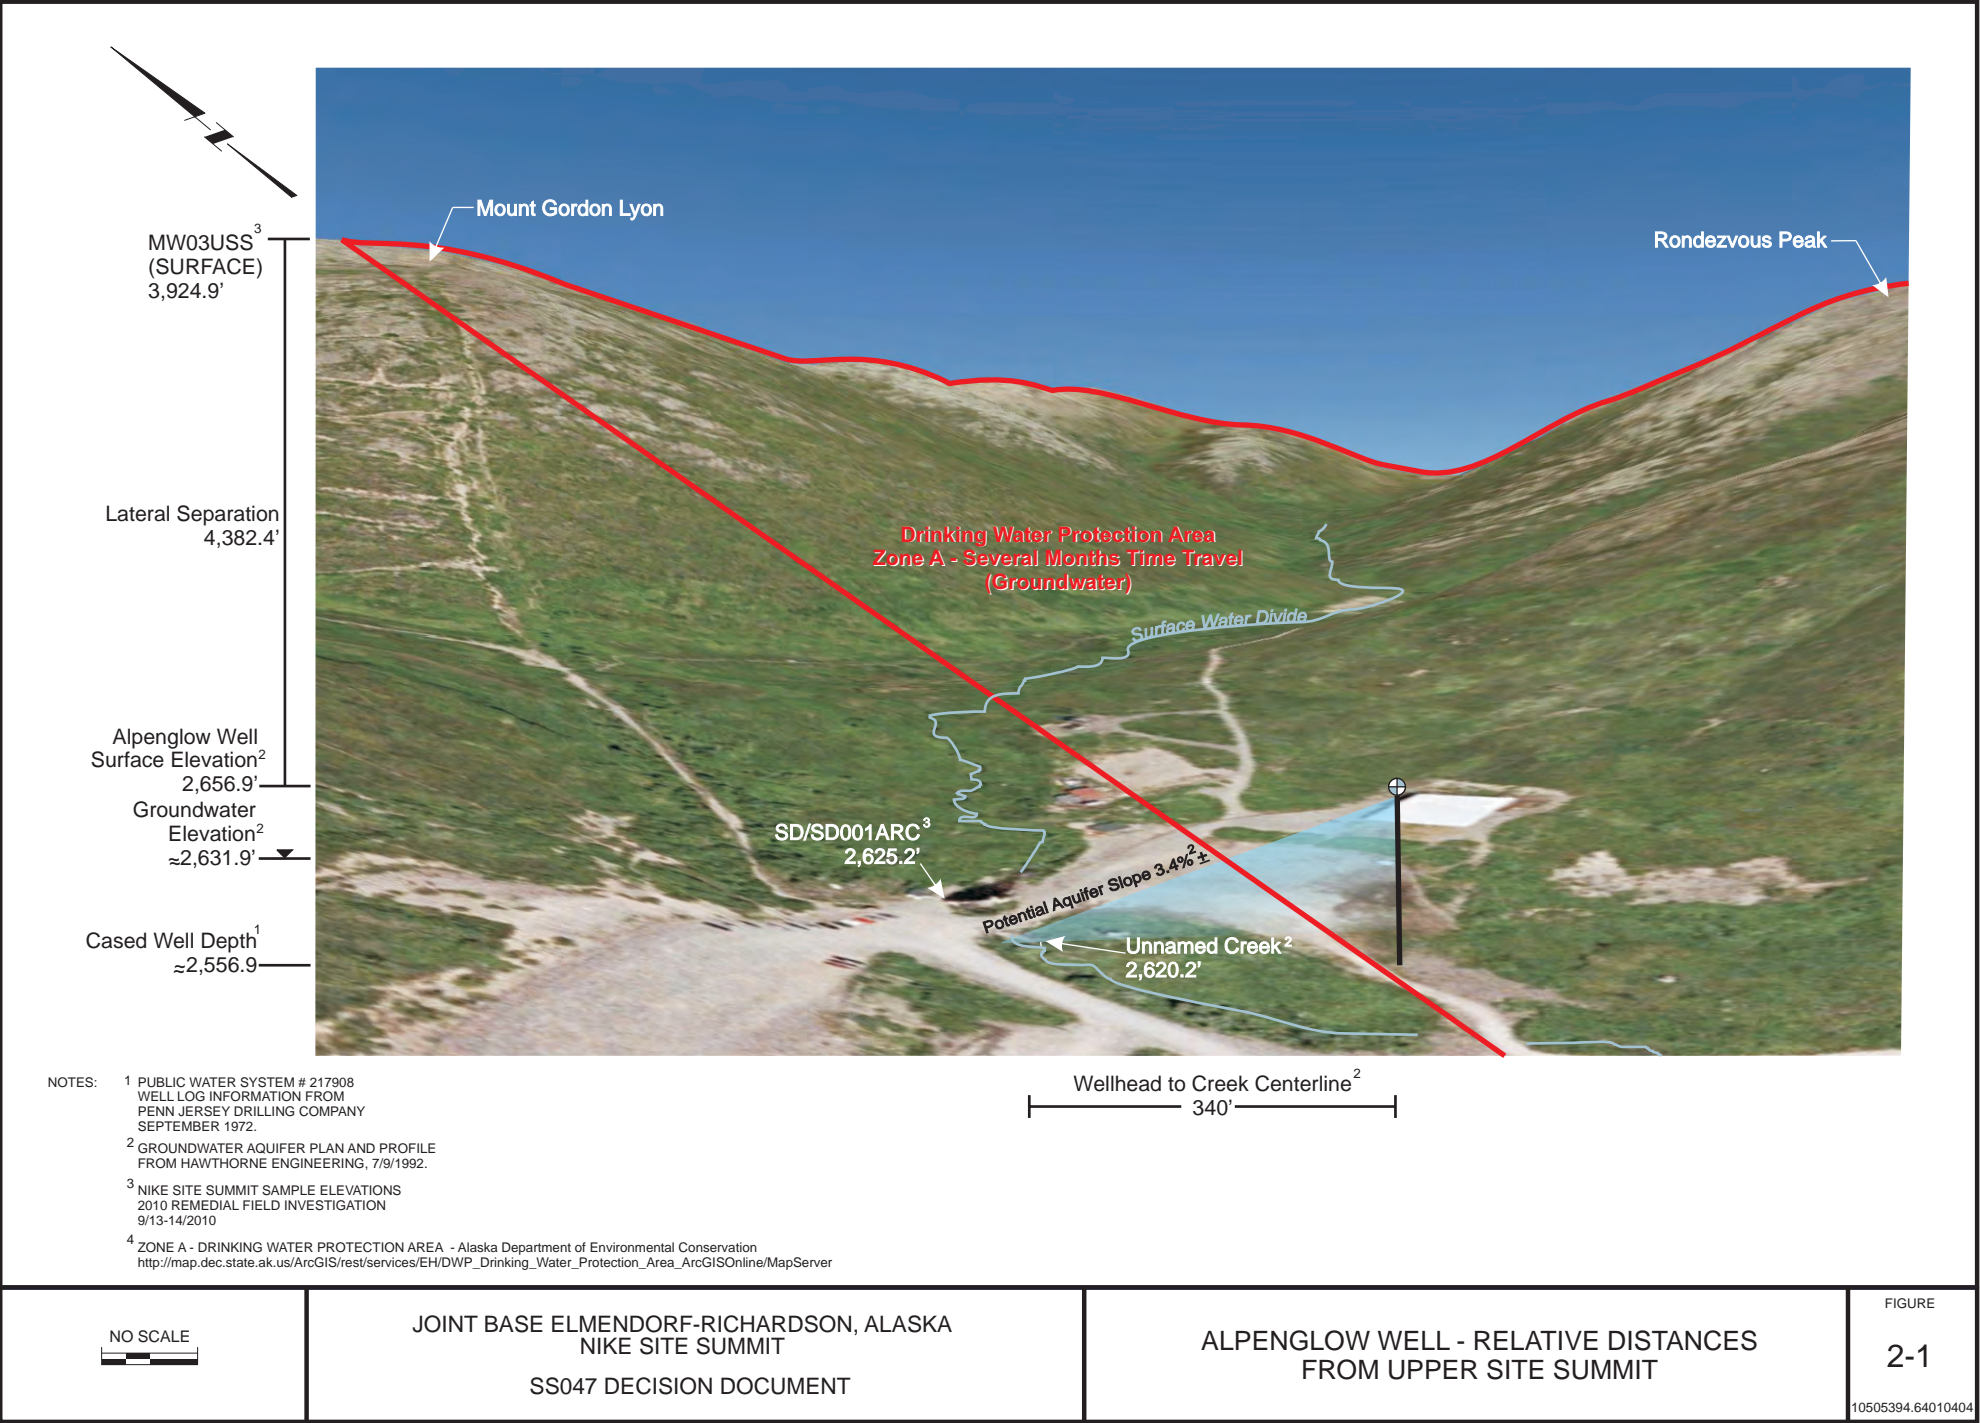 MW03USS3
(SURFACE)
3,924.9'
Lateral Separation
4,382.4'
Alpenglow Well
Surface Elevation2
2,656.9'
Groundwater
Elevation2
≈2,631.9'
Cased Well Depth1
≈2,556.9
Mount Gordon Lyon
Rondezvous Peak
Drinking Water Protection Area
Zone A - Several Months Time Travel
(Groundwater)
Surface Water Divide
SD/SD001ARC3
2,625.2'
Potential Aquifer Slope 3.4%2 ±
Unnamed Creek2
2,620.2'
Wellhead to Creek Centerline2
340'
NOTES:
1 PUBLIC WATER SYSTEM # 217908
WELL LOG INFORMATION FROM
PENN JERSEY DRILLING COMPANY
SEPTEMBER 1972.
2 GROUNDWATER AQUIFER PLAN AND PROFILE
FROM HAWTHORNE ENGINEERING, 7/9/1992.
3 NIKE SITE SUMMIT SAMPLE ELEVATIONS
2010 REMEDIAL FIELD INVESTIGATION
9/13-14/2010
4 ZONE A - DRINKING WATER PROTECTION AREA - Alaska Department of Environmental Conservation
http://map.dec.state.ak.us/ArcGIS/rest/services/EH/DWP_Drinking_Water_Protection_Area_ArcGISOnline/MapServer
NO SCALE
JOINT BASE ELMENDORF-RICHARDSON, ALASKA
NIKE SITE SUMMIT
SS047 DECISION DOCUMENT
ALPENGLOW WELL - RELATIVE DISTANCES
FROM UPPER SITE SUMMIT
FIGURE
2-1
10505394.64010404